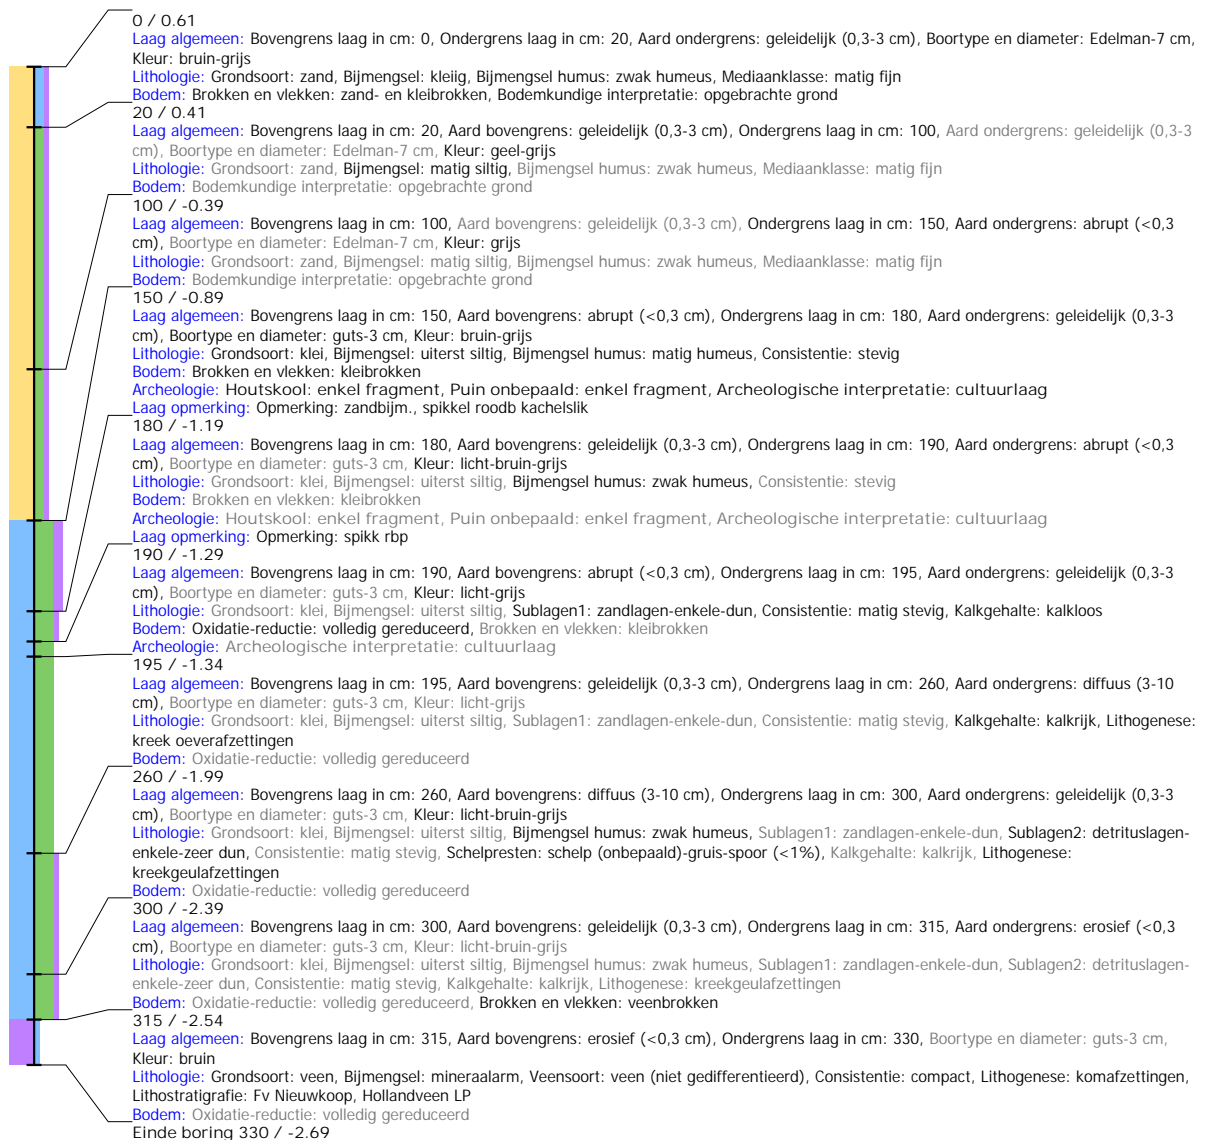 0 / 0.61
Laag algemeen: Bovengrens laag in cm: 0, Ondergrens laag in cm: 20, Aard ondergrens: geleidelijk (0,3-3 cm), Boortype en diameter: Edelman-7 cm,
Kleur: bruin-grijs
Lithologie: Grondsoort: zand, Bijmengsel: kleiig, Bijmengsel humus: zwak humeus, Mediaanklasse: matig fijn
Bodem: Brokken en vlekken: zand- en kleibrokken, Bodemkundige interpretatie: opgebrachte grond
20 / 0.41
Laag algemeen: Bovengrens laag in cm: 20, Aard bovengrens: geleidelijk (0,3-3 cm), Ondergrens laag in cm: 100, Aard ondergrens: geleidelijk (0,3-3
cm), Boortype en diameter: Edelman-7 cm, Kleur: geel-grijs
Lithologie: Grondsoort: zand, Bijmengsel: matig siltig, Bijmengsel humus: zwak humeus, Mediaanklasse: matig fijn
Bodem: Bodemkundige interpretatie: opgebrachte grond
100 / -0.39
Laag algemeen: Bovengrens laag in cm: 100, Aard bovengrens: geleidelijk (0,3-3 cm), Ondergrens laag in cm: 150, Aard ondergrens: abrupt (<0,3
cm), Boortype en diameter: Edelman-7 cm, Kleur: grijs
Lithologie: Grondsoort: zand, Bijmengsel: matig siltig, Bijmengsel humus: zwak humeus, Mediaanklasse: matig fijn
Bodem: Bodemkundige interpretatie: opgebrachte grond
150 / -0.89
Laag algemeen: Bovengrens laag in cm: 150, Aard bovengrens: abrupt (<0,3 cm), Ondergrens laag in cm: 180, Aard ondergrens: geleidelijk (0,3-3
cm), Boortype en diameter: guts-3 cm, Kleur: bruin-grijs
Lithologie: Grondsoort: klei, Bijmengsel: uiterst siltig, Bijmengsel humus: matig humeus, Consistentie: stevig
Bodem: Brokken en vlekken: kleibrokken
Archeologie: Houtskool: enkel fragment, Puin onbepaald: enkel fragment, Archeologische interpretatie: cultuurlaag
Laag opmerking: Opmerking: zandbijm., spikkel roodb kachelslik
180 / -1.19
Laag algemeen: Bovengrens laag in cm: 180, Aard bovengrens: geleidelijk (0,3-3 cm), Ondergrens laag in cm: 190, Aard ondergrens: abrupt (<0,3
cm), Boortype en diameter: guts-3 cm, Kleur: licht-bruin-grijs
Lithologie: Grondsoort: klei, Bijmengsel: uiterst siltig, Bijmengsel humus: zwak humeus, Consistentie: stevig
Bodem: Brokken en vlekken: kleibrokken
Archeologie: Houtskool: enkel fragment, Puin onbepaald: enkel fragment, Archeologische interpretatie: cultuurlaag
Laag opmerking: Opmerking: spikk rbp
190 / -1.29
Laag algemeen: Bovengrens laag in cm: 190, Aard bovengrens: abrupt (<0,3 cm), Ondergrens laag in cm: 195, Aard ondergrens: geleidelijk (0,3-3
cm), Boortype en diameter: guts-3 cm, Kleur: licht-grijs
Lithologie: Grondsoort: klei, Bijmengsel: uiterst siltig, Sublagen1: zandlagen-enkele-dun, Consistentie: matig stevig, Kalkgehalte: kalkloos
Bodem: Oxidatie-reductie: volledig gereduceerd, Brokken en vlekken: kleibrokken
Archeologie: Archeologische interpretatie: cultuurlaag
195 / -1.34
Laag algemeen: Bovengrens laag in cm: 195, Aard bovengrens: geleidelijk (0,3-3 cm), Ondergrens laag in cm: 260, Aard ondergrens: diffuus (3-10
cm), Boortype en diameter: guts-3 cm, Kleur: licht-grijs
Lithologie: Grondsoort: klei, Bijmengsel: uiterst siltig, Sublagen1: zandlagen-enkele-dun, Consistentie: matig stevig, Kalkgehalte: kalkrijk, Lithogenese:
kreek oeverafzettingen
Bodem: Oxidatie-reductie: volledig gereduceerd
260 / -1.99
Laag algemeen: Bovengrens laag in cm: 260, Aard bovengrens: diffuus (3-10 cm), Ondergrens laag in cm: 300, Aard ondergrens: geleidelijk (0,3-3
cm), Boortype en diameter: guts-3 cm, Kleur: licht-bruin-grijs
Lithologie: Grondsoort: klei, Bijmengsel: uiterst siltig, Bijmengsel humus: zwak humeus, Sublagen1: zandlagen-enkele-dun, Sublagen2: detrituslagen-
enkele-zeer dun, Consistentie: matig stevig, Schelpresten: schelp (onbepaald)-gruis-spoor (<1%), Kalkgehalte: kalkrijk, Lithogenese:
kreekgeulafzettingen
Bodem: Oxidatie-reductie: volledig gereduceerd
300 / -2.39
Laag algemeen: Bovengrens laag in cm: 300, Aard bovengrens: geleidelijk (0,3-3 cm), Ondergrens laag in cm: 315, Aard ondergrens: erosief (<0,3
cm), Boortype en diameter: guts-3 cm, Kleur: licht-bruin-grijs
Lithologie: Grondsoort: klei, Bijmengsel: uiterst siltig, Bijmengsel humus: zwak humeus, Sublagen1: zandlagen-enkele-dun, Sublagen2: detrituslagen-
enkele-zeer dun, Consistentie: matig stevig, Kalkgehalte: kalkrijk, Lithogenese: kreekgeulafzettingen
Bodem: Oxidatie-reductie: volledig gereduceerd, Brokken en vlekken: veenbrokken
315 / -2.54
Laag algemeen: Bovengrens laag in cm: 315, Aard bovengrens: erosief (<0,3 cm), Ondergrens laag in cm: 330, Boortype en diameter: guts-3 cm,
Kleur: bruin
Lithologie: Grondsoort: veen, Bijmengsel: mineraalarm, Veensoort: veen (niet gedifferentieerd), Consistentie: compact, Lithogenese: komafzettingen,
Lithostratigrafie: Fv Nieuwkoop, Hollandveen LP
Bodem: Oxidatie-reductie: volledig gereduceerd
Einde boring 330 / -2.69